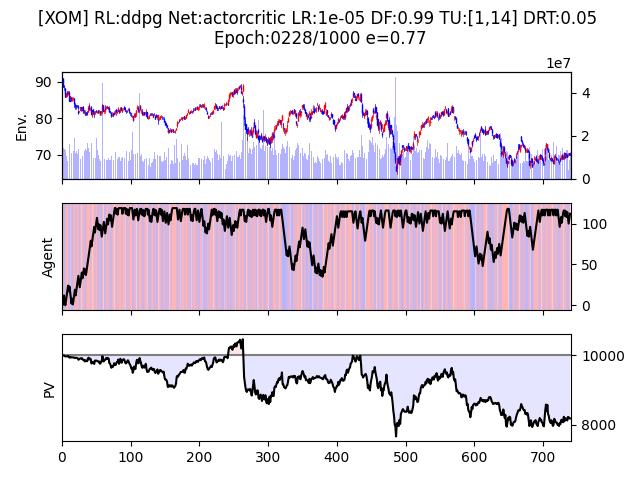 [XOM] RL:ddpg Net:actorcritic LR:1e-05 DF:0.99 TU:[1,14] DRT:0.05
Epoch:0228/1000 e=0.77
1e7
Env.
90
80
70
4
2
0
Agent
100
50
0
PV
10000
8000
0 100 200 300 400 500 600 700